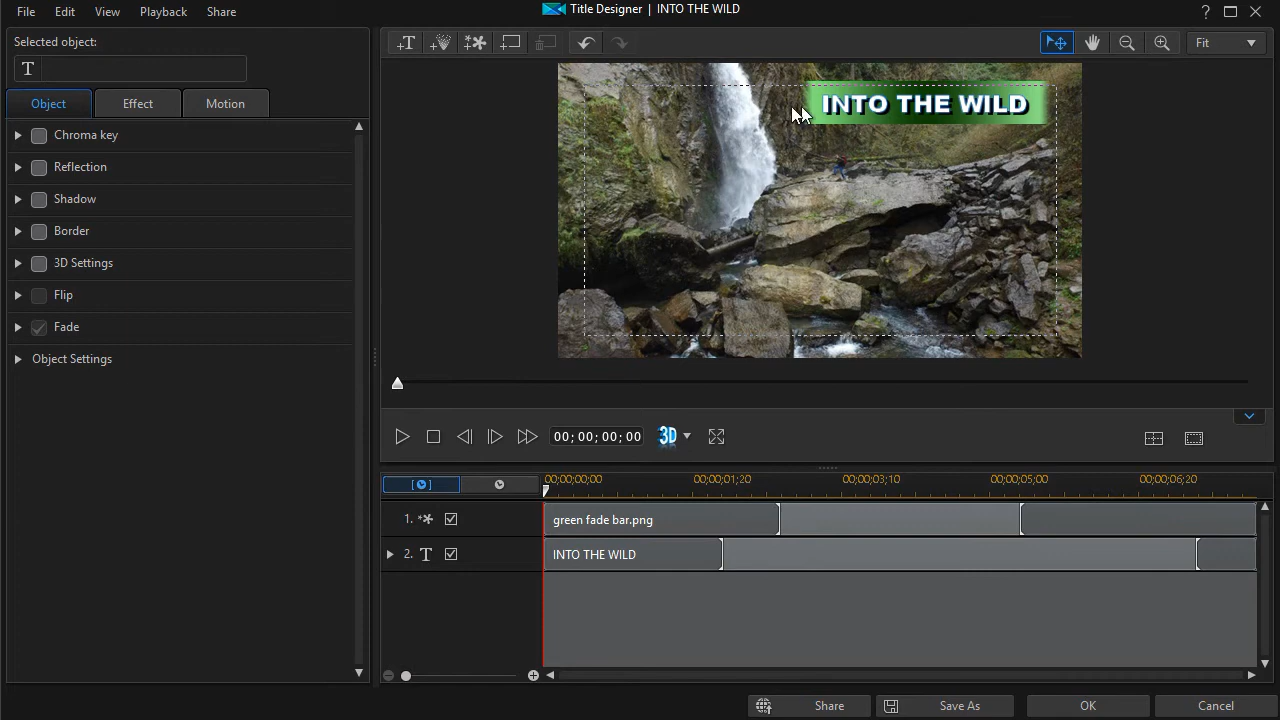 File Edit View Playback Share
Title Designer | INTO THE WILD
?
Selected object:
T
T
Fit
Object Effect Motion
Chroma key
Reflection
Shadow
Border
3D Settings
Flip
Fade
Object Settings
INTO THE WILD
00;00;00;00
3D
00;00;00;00 00;00;01;20 00;00;03;10 00;00;05;00 00;00;06;20
1. green fade bar.png
2. T INTO THE WILD
Share Save As OK Cancel